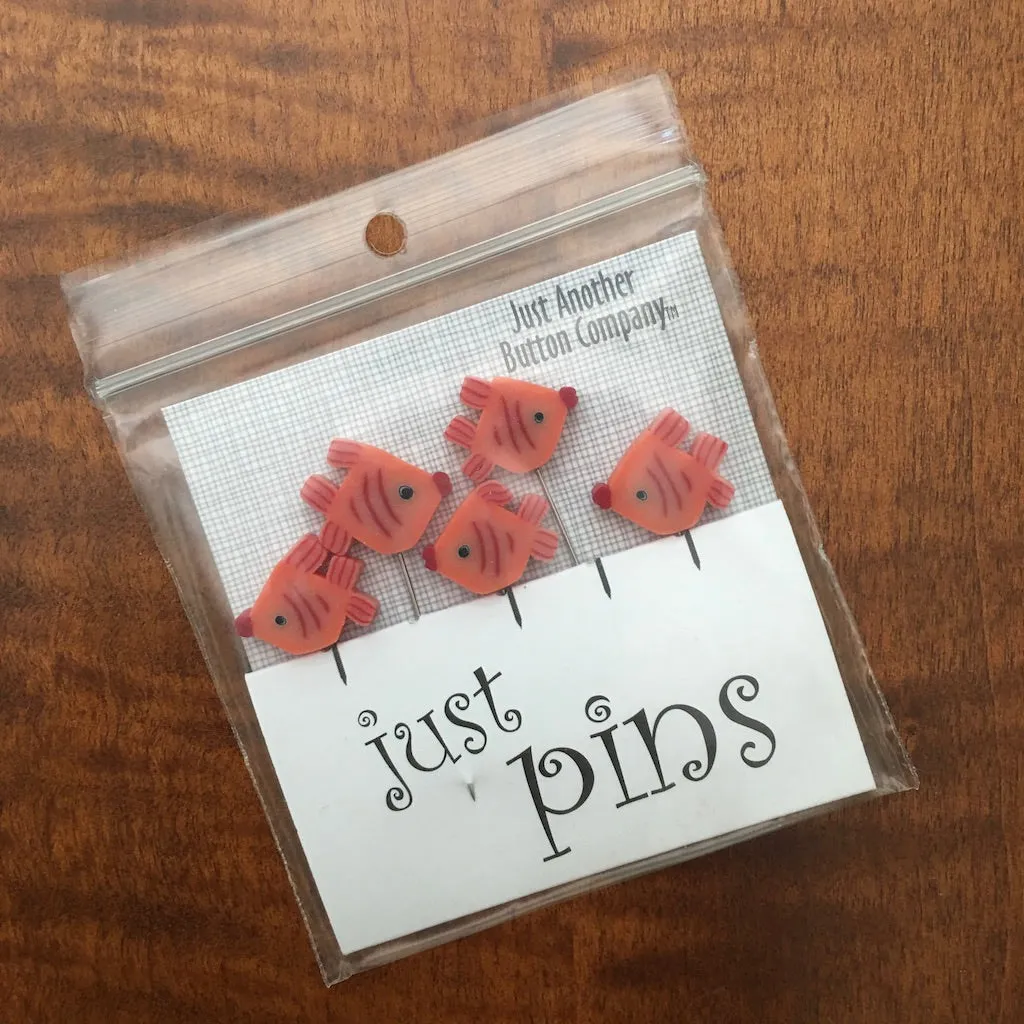 Just Another
Button Company™
just
pins